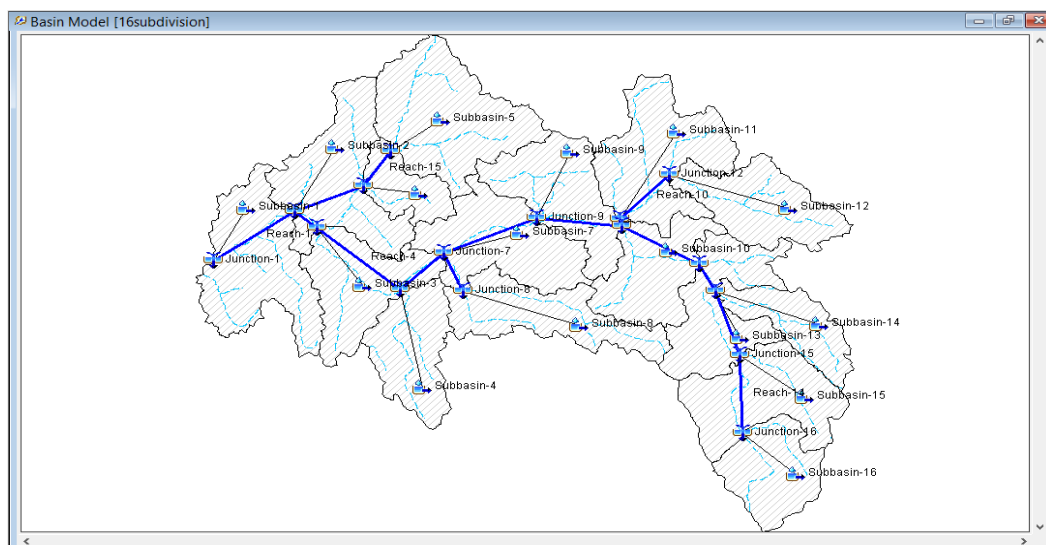 Basin Model [16subdivision]
Subbasin-5
Subbasin-11
Subbasin-2
Subbasin-9
Reach-15
Junction-12
Reach-10
Subbasin-12
Subbasin-1
Junction-9
Reach-1
Subbasin-7
Junction-1
Reach-4
Junction-7
Subbasin-10
Subbasin-3
Junction-8
Subbasin-8
Subbasin-14
Subbasin-13
Junction-15
Subbasin-4
Reach-14
Subbasin-15
Junction-16
Subbasin-16